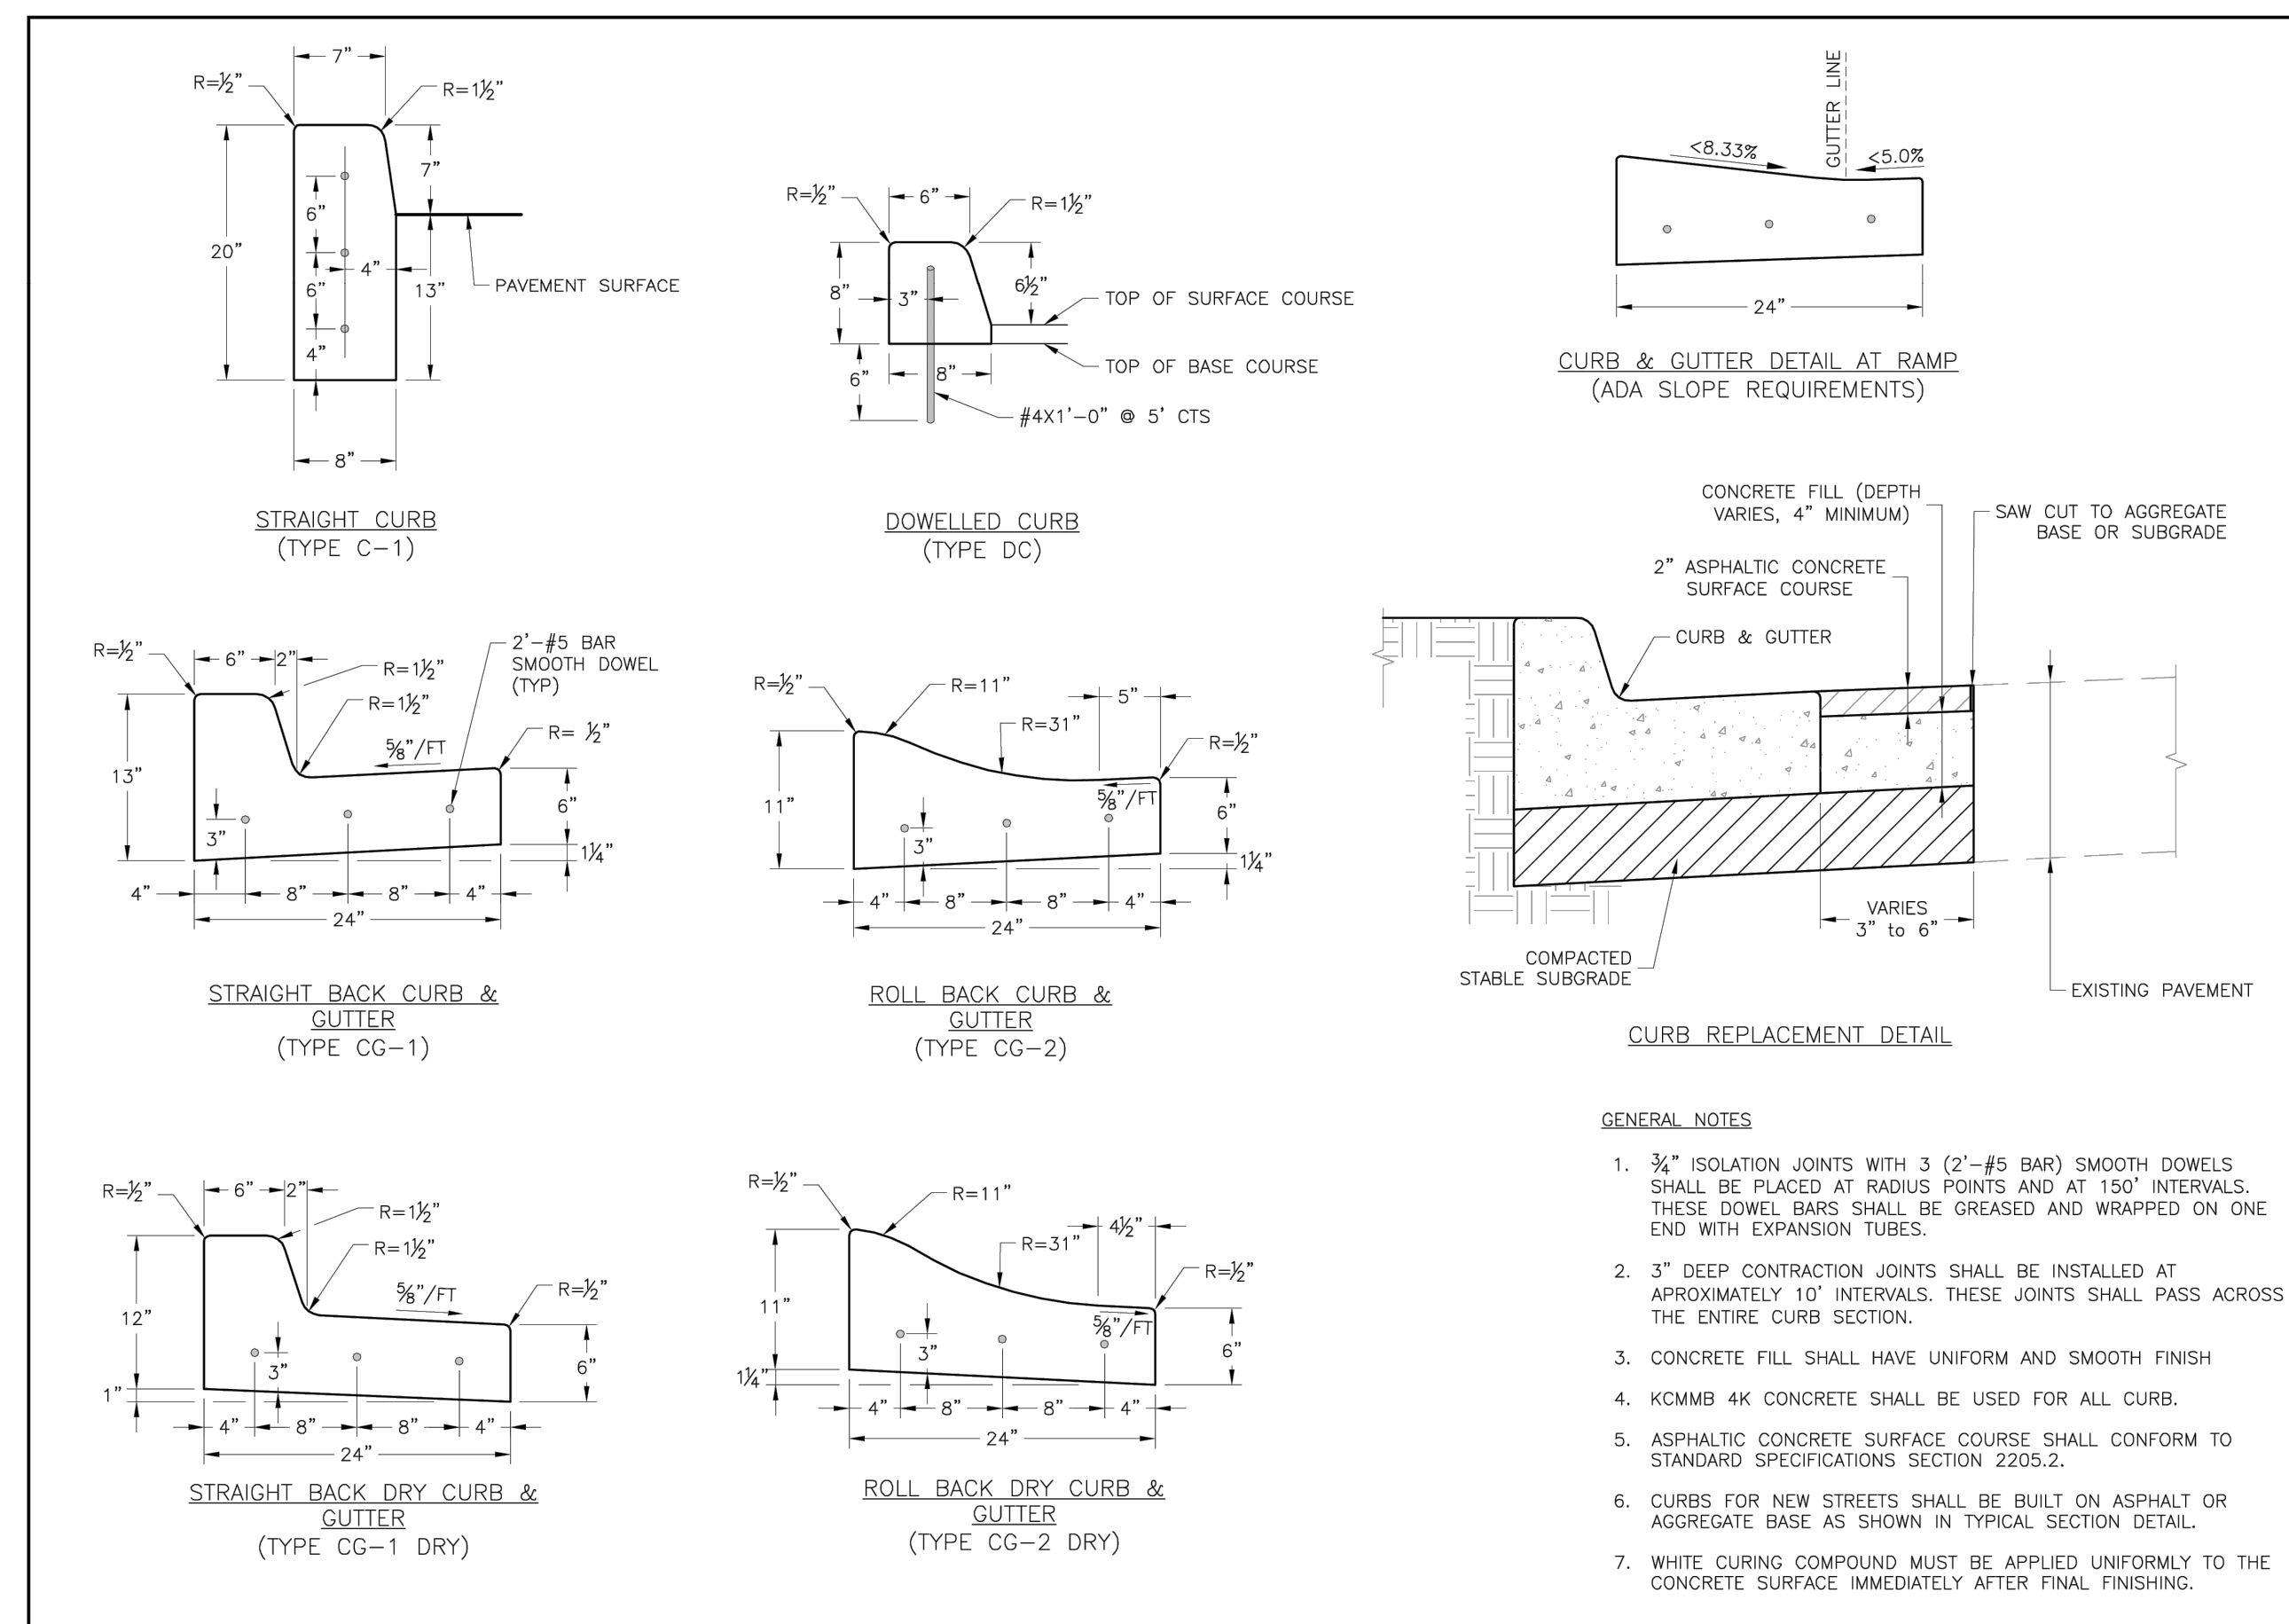 7”
R=½”
R=1½”
7”
6”
20”
4”
6”
13”
PAVEMENT SURFACE
4”
8”
STRAIGHT CURB
(TYPE C-1)
R=½”
6”
R=1½”
8”
3”
6½”
TOP OF SURFACE COURSE
TOP OF BASE COURSE
6”
8”
#4X1’-0” @ 5’ CTS
DOWELLED CURB
(TYPE DC)
GUTTER LINE
<8.33%
<5.0%
24”
CURB & GUTTER DETAIL AT RAMP
(ADA SLOPE REQUIREMENTS)
R=½”
6”
2”
R=1½”
R=1½”
2’-#5 BAR
SMOOTH DOWEL
(TYP)
⅝”/FT
R= ½”
13”
3”
6”
1¼”
4”
8”
8”
4”
24”
STRAIGHT BACK CURB &
GUTTER
(TYPE CG-1)
R=½”
R=11”
5”
R=31”
R=½”
11”
⅝”/FT
6”
3”
1¼”
4”
8”
8”
4”
24”
ROLL BACK CURB &
GUTTER
(TYPE CG-2)
CONCRETE FILL (DEPTH
VARIES, 4” MINIMUM)
SAW CUT TO AGGREGATE
BASE OR SUBGRADE
2” ASPHALTIC CONCRETE
SURFACE COURSE
CURB & GUTTER
VARIES
3” to 6”
COMPACTED
STABLE SUBGRADE
EXISTING PAVEMENT
CURB REPLACEMENT DETAIL
R=½”
6”
2”
R=1½”
R=1½”
⅝”/FT
R=½”
12”
3”
6”
1”
4”
8”
8”
4”
24”
STRAIGHT BACK DRY CURB &
GUTTER
(TYPE CG-1 DRY)
R=½”
R=11”
4½”
R=31”
R=½”
11”
⅝”/FT
3”
6”
1¼”
4”
8”
8”
4”
24”
ROLL BACK DRY CURB &
GUTTER
(TYPE CG-2 DRY)
GENERAL NOTES
1. ¾” ISOLATION JOINTS WITH 3 (2’-#5 BAR) SMOOTH DOWELS
SHALL BE PLACED AT RADIUS POINTS AND AT 150’ INTERVALS.
THESE DOWEL BARS SHALL BE GREASED AND WRAPPED ON ONE
END WITH EXPANSION TUBES.
2. 3” DEEP CONTRACTION JOINTS SHALL BE INSTALLED AT
APROXIMATELY 10’ INTERVALS. THESE JOINTS SHALL PASS ACROSS
THE ENTIRE CURB SECTION.
3. CONCRETE FILL SHALL HAVE UNIFORM AND SMOOTH FINISH
4. KCMMB 4K CONCRETE SHALL BE USED FOR ALL CURB.
5. ASPHALTIC CONCRETE SURFACE COURSE SHALL CONFORM TO
STANDARD SPECIFICATIONS SECTION 2205.2.
6. CURBS FOR NEW STREETS SHALL BE BUILT ON ASPHALT OR
AGGREGATE BASE AS SHOWN IN TYPICAL SECTION DETAIL.
7. WHITE CURING COMPOUND MUST BE APPLIED UNIFORMLY TO THE
CONCRETE SURFACE IMMEDIATELY AFTER FINAL FINISHING.